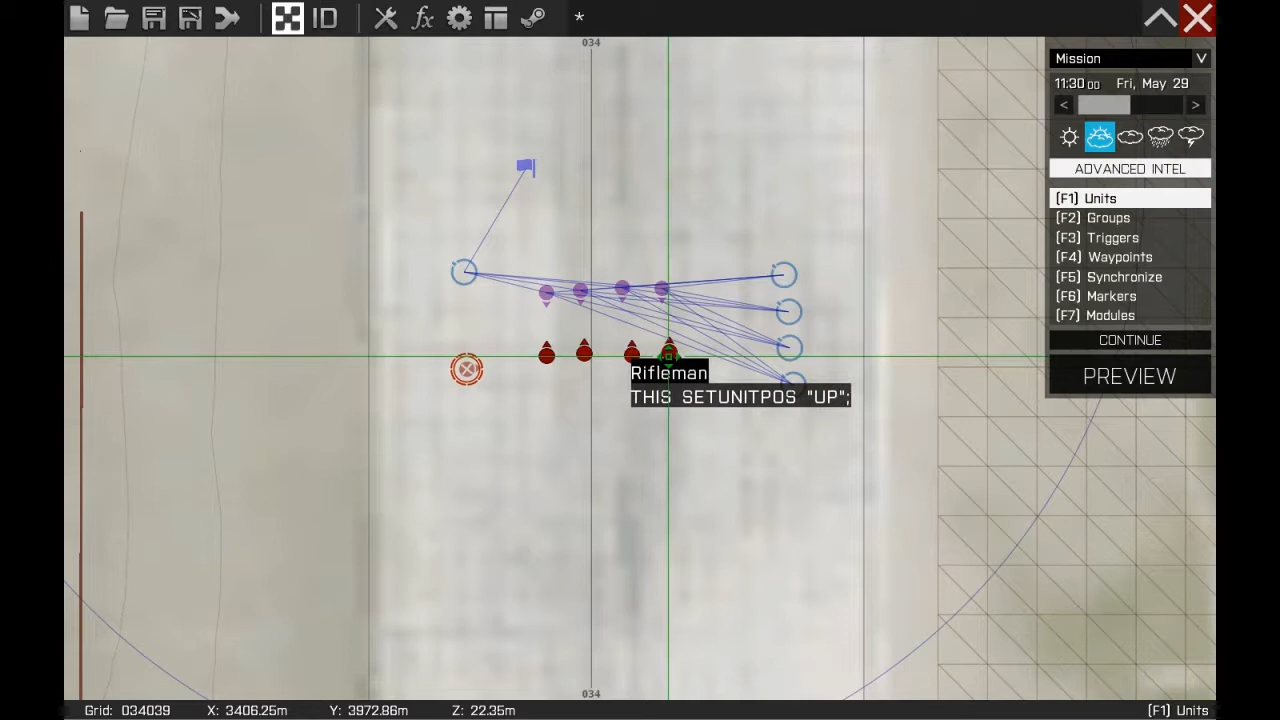 ID
fx
*
034
Mission V
11:30 00 Fri, May 29
< >
ADVANCED INTEL
[F1] Units
[F2] Groups
[F3] Triggers
[F4] Waypoints
[F5] Synchronize
[F6] Markers
[F7] Modules
CONTINUE
PREVIEW
Rifleman
THIS SETUNITPOS "UP";
034
Grid: 034039 X: 3406.25m Y: 3972.86m Z: 22.35m [F1] Units